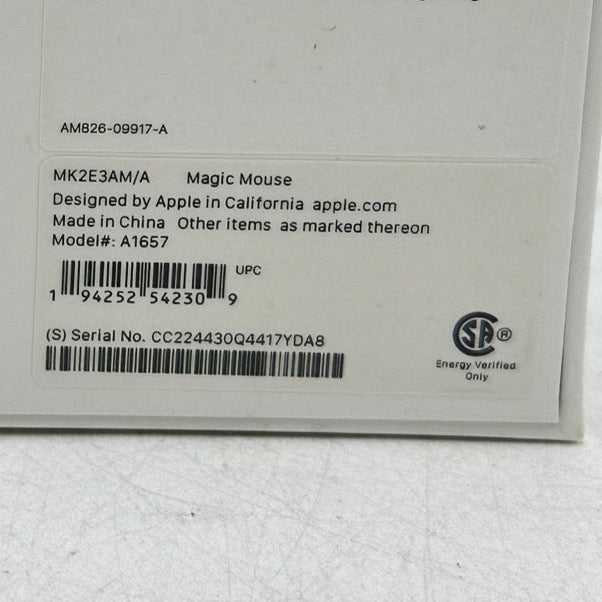 AM826-09917-A
MK2E3AM/A Magic Mouse
Designed by Apple in California apple.com
Made in China Other items as marked thereon
Model#: A1657
UPC
1 94252 54230 9
(S) Serial No. CC224430Q4417YDA8
SA ®
Energy Verified
Only